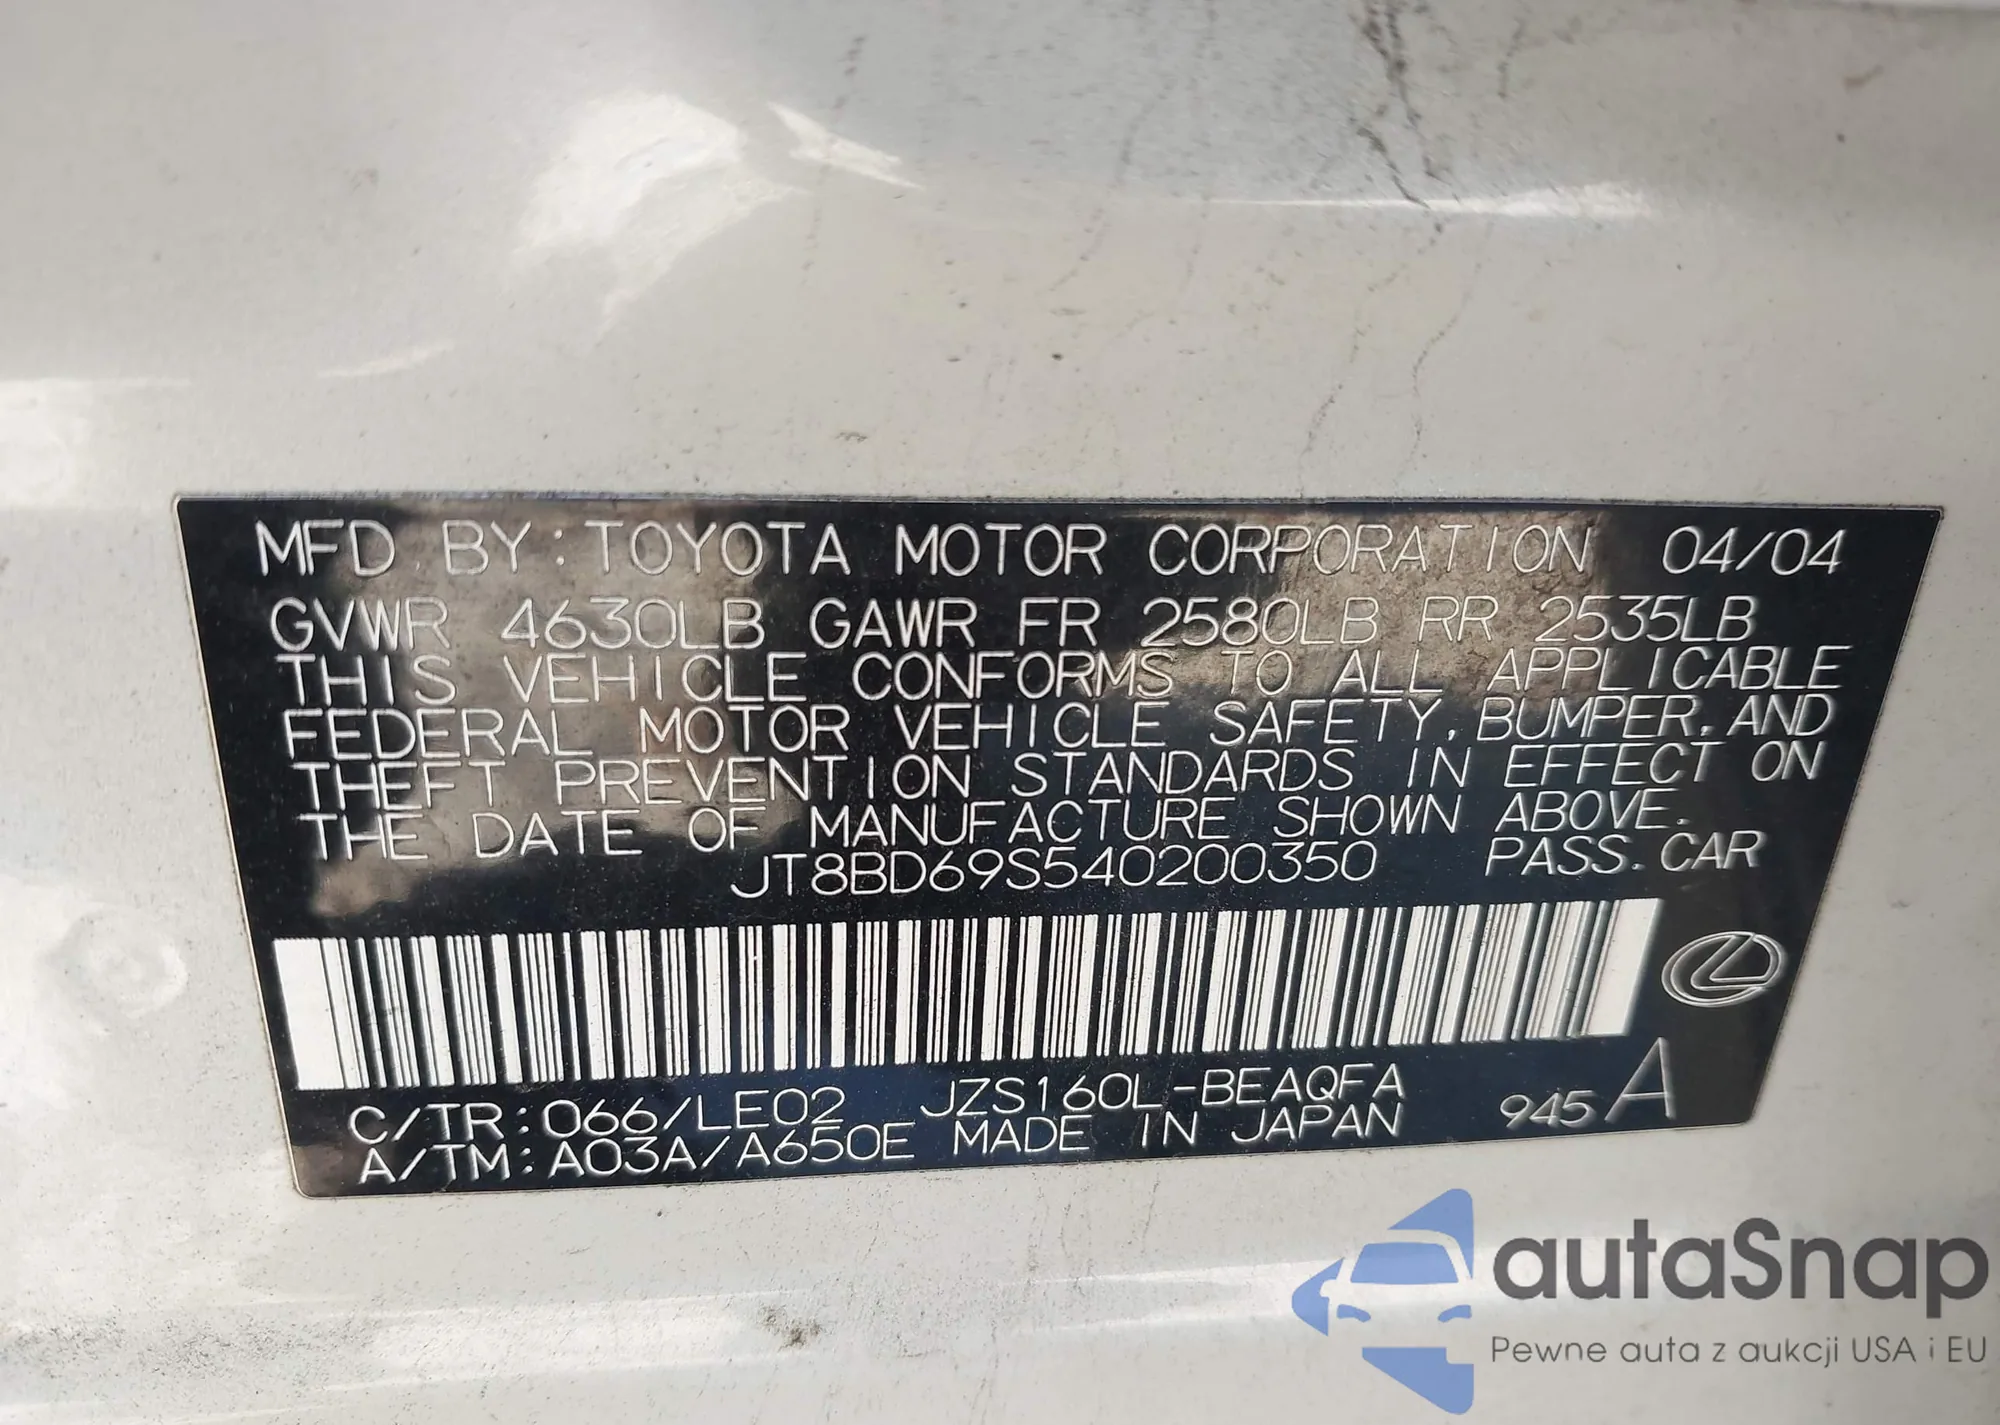 MFD. BY: TOYOTA MOTOR CORPORATION 04/04
GVWR 4630LB GAWR FR 2580LB RR 2535LB
THIS VEHICLE CONFORMS TO ALL APPLICABLE
FEDERAL MOTOR VEHICLE SAFETY, BUMPER, AND
THEFT PREVENTION STANDARDS IN EFFECT ON
THE DATE OF MANUFACTURE SHOWN ABOVE.
JT8BD69S540200350 PASS. CAR
C/TR: 066/LE02 JZS160L-BEAQFA 945 A
A/TM: A03A/A650E MADE IN JAPAN
autaSnap
Pewne auta z aukcji USA i EU